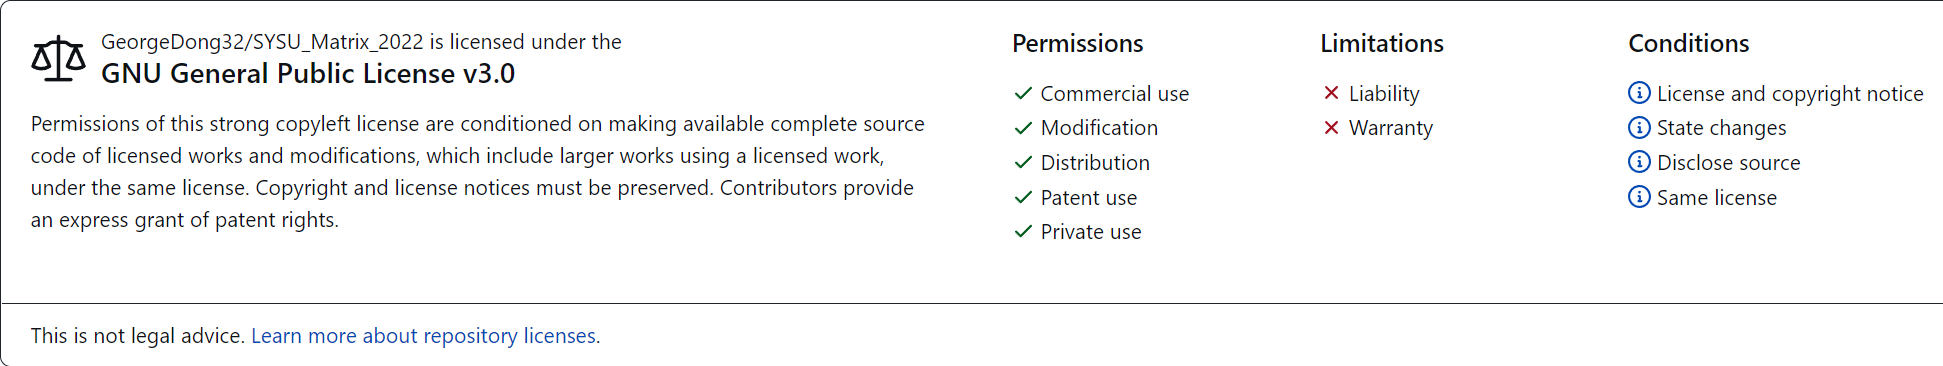 GeorgeDong32/SYSU_Matrix_2022 is licensed under the
GNU General Public License v3.0
Permissions of this strong copyleft license are conditioned on making available complete source
code of licensed works and modifications, which include larger works using a licensed work,
under the same license. Copyright and license notices must be preserved. Contributors provide
an express grant of patent rights.
Permissions
Commercial use
Modification
Distribution
Patent use
Private use
Limitations
Liability
Warranty
Conditions
License and copyright notice
State changes
Disclose source
Same license
This is not legal advice. Learn more about repository licenses.